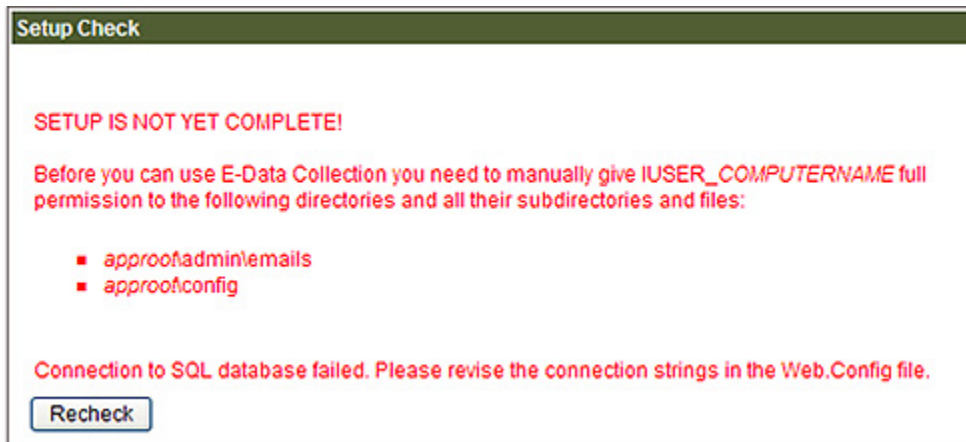 Setup Check
SETUP IS NOT YET COMPLETE!
Before you can use E-Data Collection you need to manually give IUSER_COMPUTERNAME full
permission to the following directories and all their subdirectories and files:
approot\admin\emails
approot\config
Connection to SQL database failed. Please revise the connection strings in the Web.Config file.
Recheck